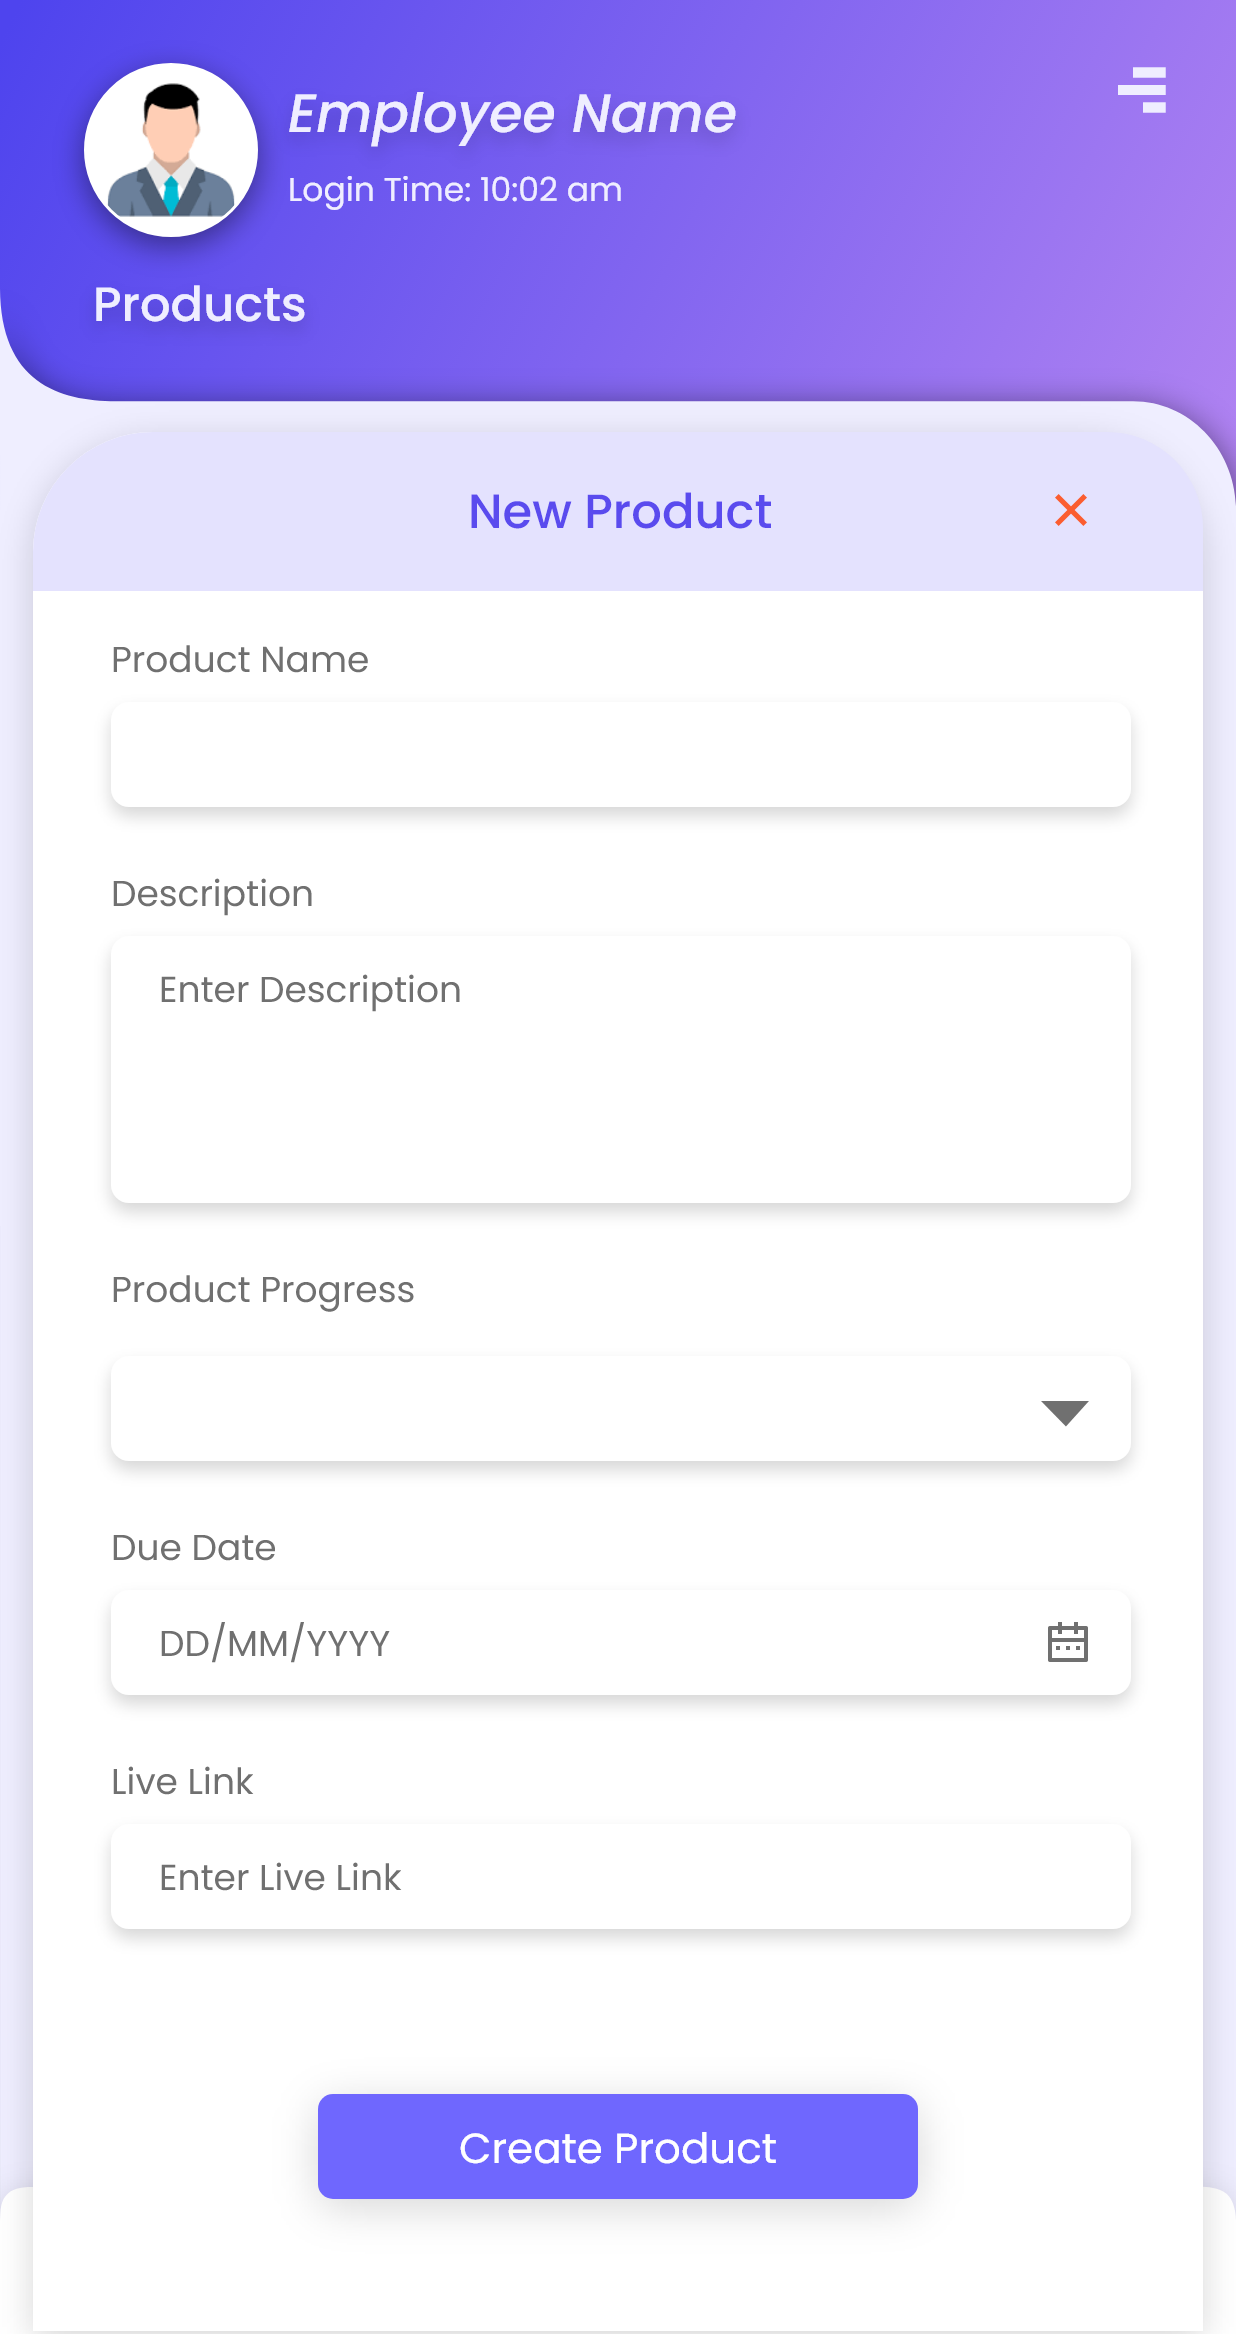 Employee Name
Login Time: 10:02 am
Products
New Product
Product Name
Description
Enter Description
Product Progress
Due Date
DD/MM/YYYY
Live Link
Enter Live Link
Create Product